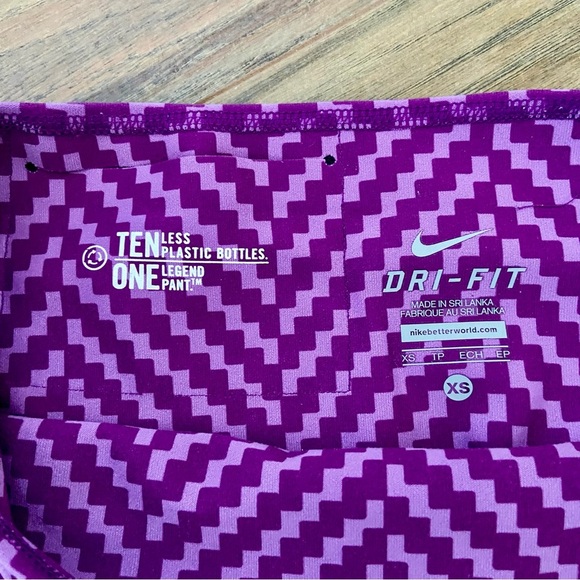 TEN LESS
PLASTIC BOTTLES.
ONE LEGEND
PANT.™
DRI-FIT
MADE IN SRI LANKA
FABRIQUE AU SRI LANKA
nikebetterworld.com
XS TP ECH EP
XS